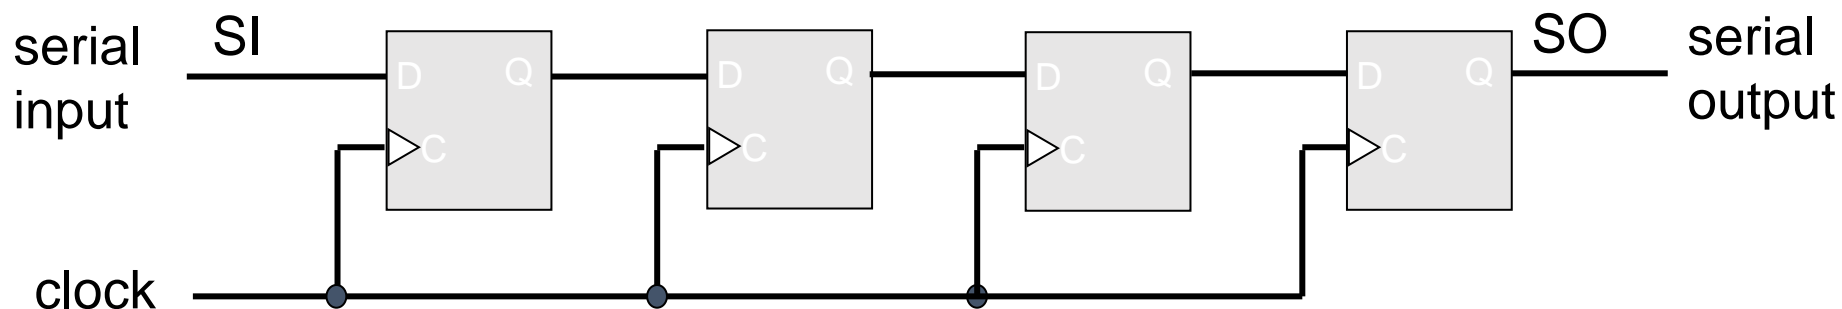 serial
input
SI
D Q
C
D Q
C
D Q
C
D Q
C
SO
serial
output
clock